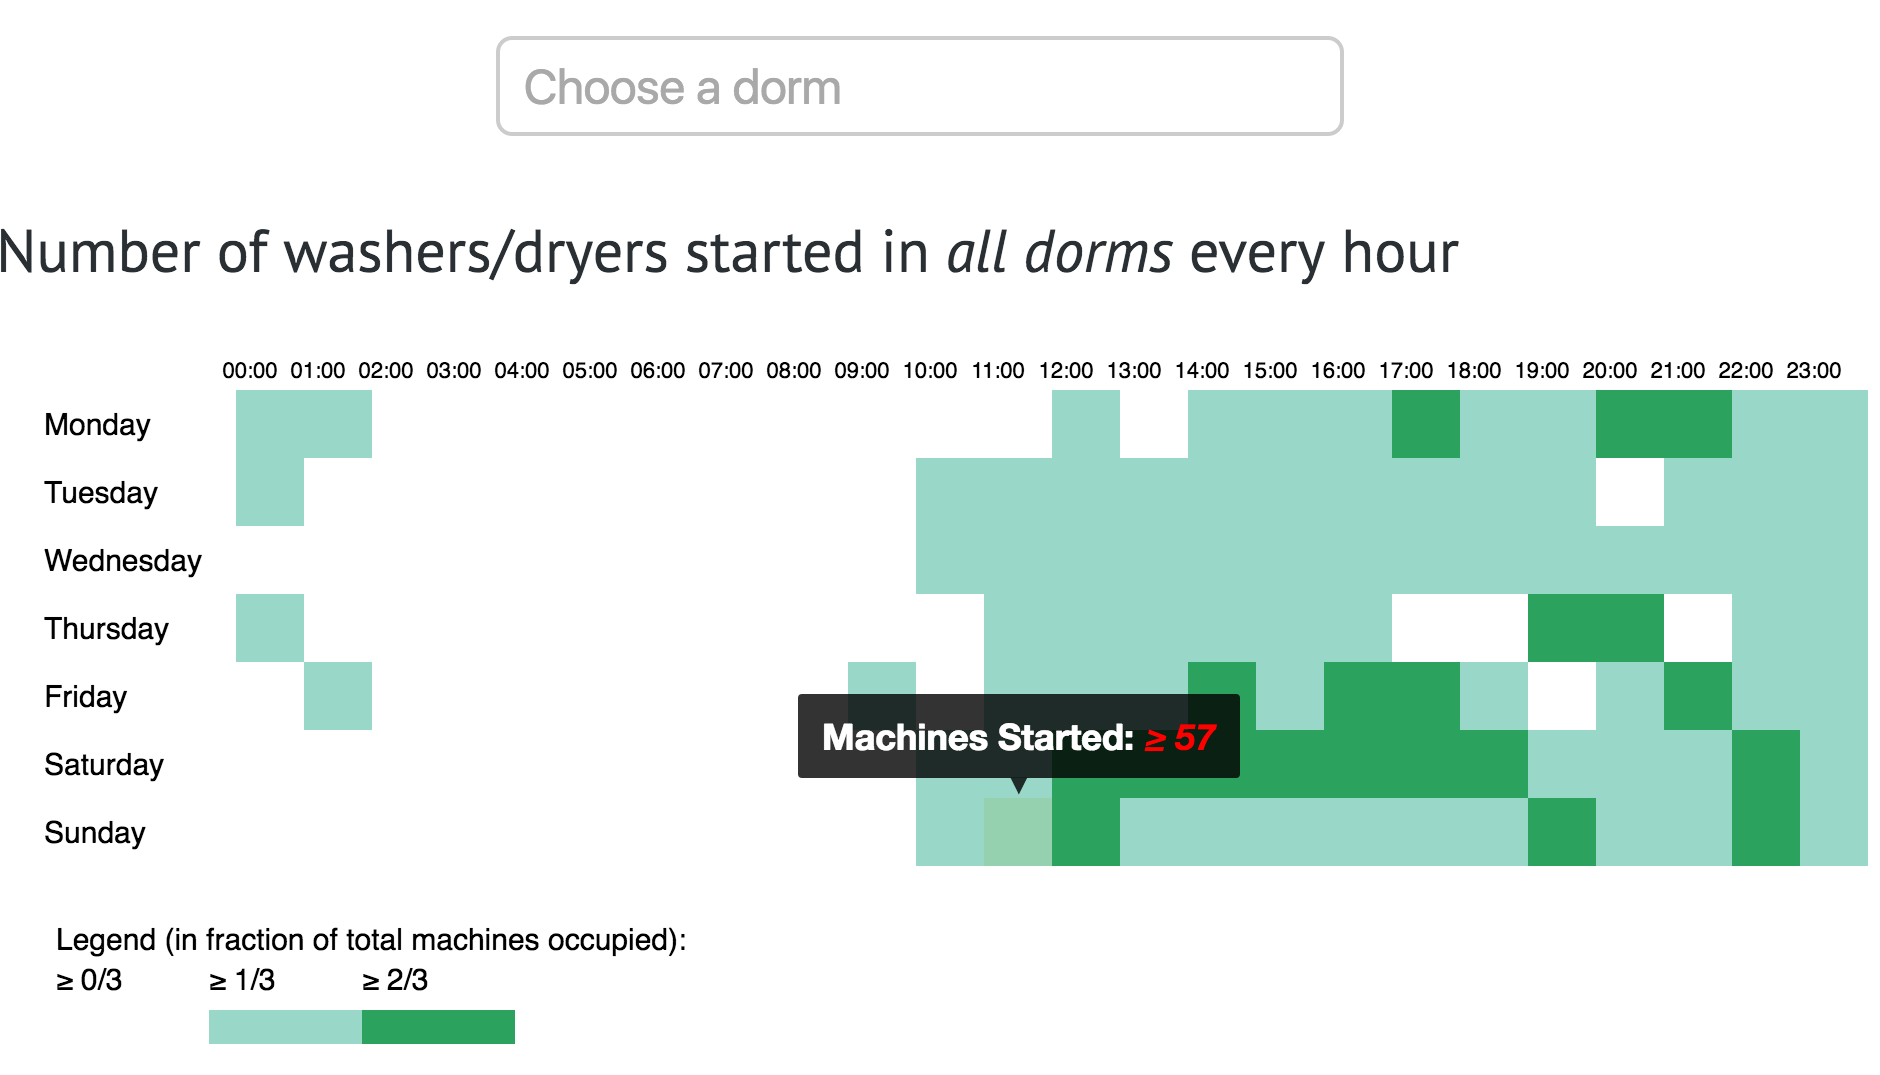 Choose a dorm
Number of washers/dryers started in all dorms every hour
00:00 01:00 02:00 03:00 04:00 05:00 06:00 07:00 08:00 09:00 10:00 11:00 12:00 13:00 14:00 15:00 16:00 17:00 18:00 19:00 20:00 21:00 22:00 23:00
Monday
Tuesday
Wednesday
Thursday
Friday
Machines Started: ≥ 57
Saturday
Sunday
Legend (in fraction of total machines occupied):
≥ 0/3 ≥ 1/3 ≥ 2/3